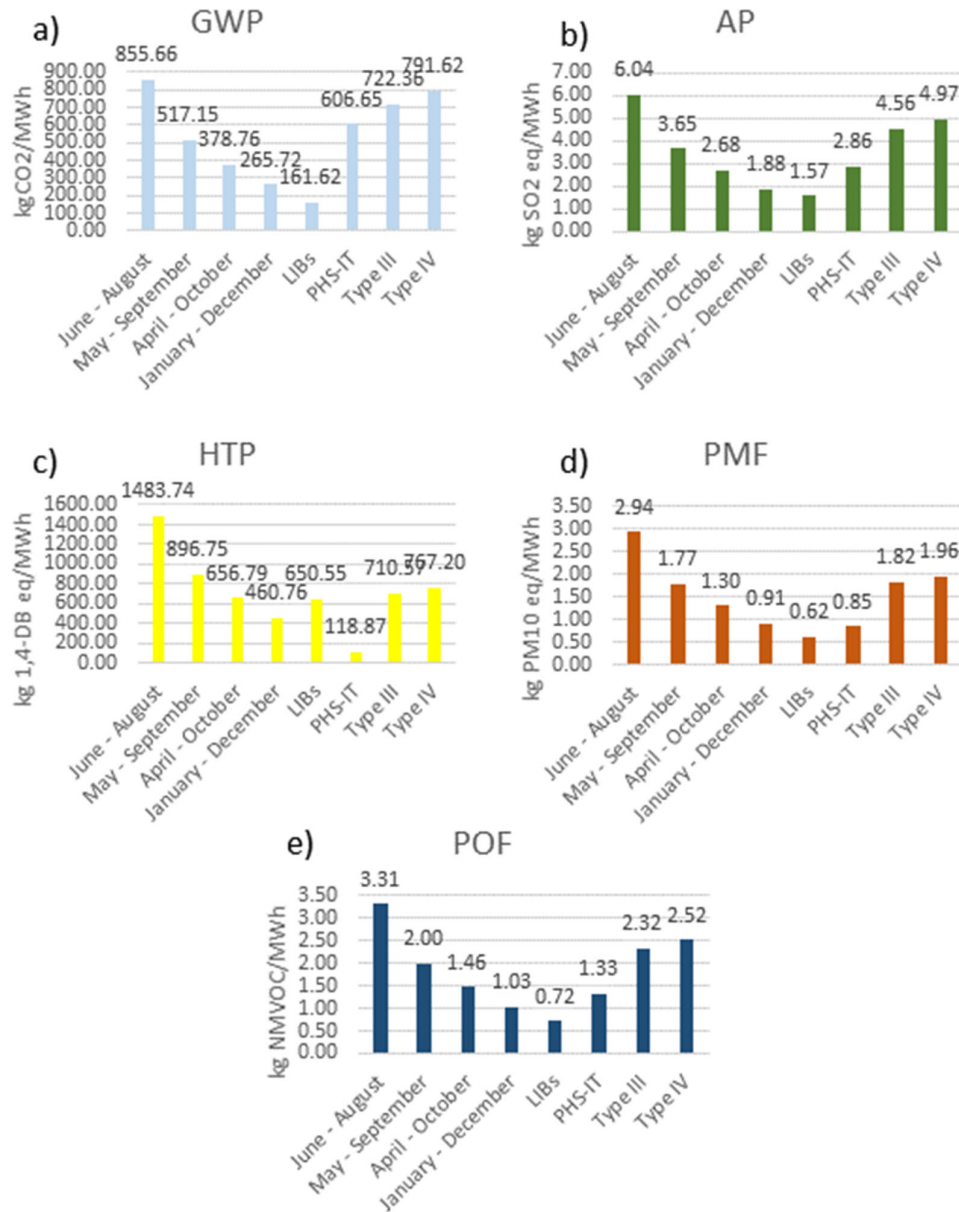 a) GWP
kgCO2/MWh
900.00
800.00
700.00
600.00
500.00
400.00
300.00
200.00
100.00
0.00
855.66
517.15
378.76
265.72
161.62
606.65
722.36
791.62
June - August
May - September
April - October
January - December
LIBs
PHS-IT
Type III
Type IV
b) AP
kg SO2 eq/MWh
7.00
6.00
5.00
4.00
3.00
2.00
1.00
0.00
6.04
3.65
2.68
1.88
1.57
2.86
4.56
4.97
June - August
May - September
April - October
January - December
LIBs
PHS-IT
Type III
Type IV
c) HTP
kg 1,4-DB eq/MWh
1600.00
1400.00
1200.00
1000.00
800.00
600.00
400.00
200.00
0.00
1483.74
896.75
656.79
460.76
650.55
118.87
710.57
767.20
June - August
May - September
April - October
January - December
LIBs
PHS-IT
Type III
Type IV
d) PMF
kg PM10 eq/MWh
3.50
3.00
2.50
2.00
1.50
1.00
0.50
0.00
2.94
1.77
1.30
0.91
0.62
0.85
1.82
1.96
June - August
May - September
April - October
January - December
LIBs
PHS-IT
Type III
Type IV
e) POF
kg NMVOC/MWh
3.50
3.00
2.50
2.00
1.50
1.00
0.50
0.00
3.31
2.00
1.46
1.03
0.72
1.33
2.32
2.52
June - August
May - September
April - October
January - December
LIBs
PHS-IT
Type III
Type IV